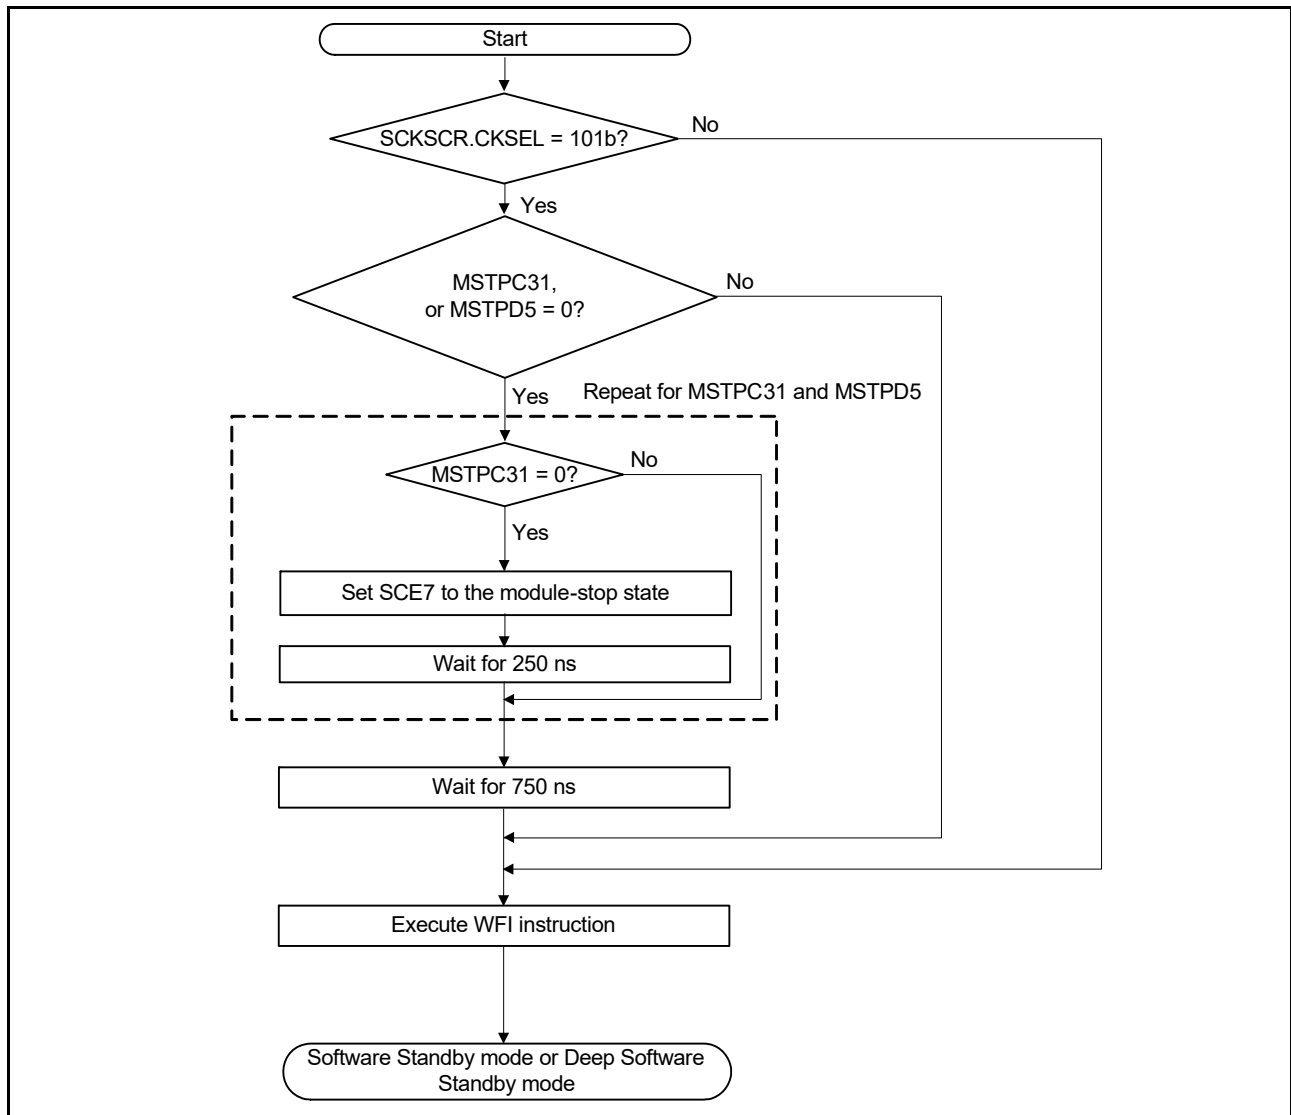 Start
SCKSCR.CKSEL = 101b?
No
Yes
MSTPC31,
or MSTPD5 = 0?
No
Yes
Repeat for MSTPC31 and MSTPD5
MSTPC31 = 0?
No
Yes
Set SCE7 to the module-stop state
Wait for 250 ns
Wait for 750 ns
Execute WFI instruction
Software Standby mode or Deep Software
Standby mode